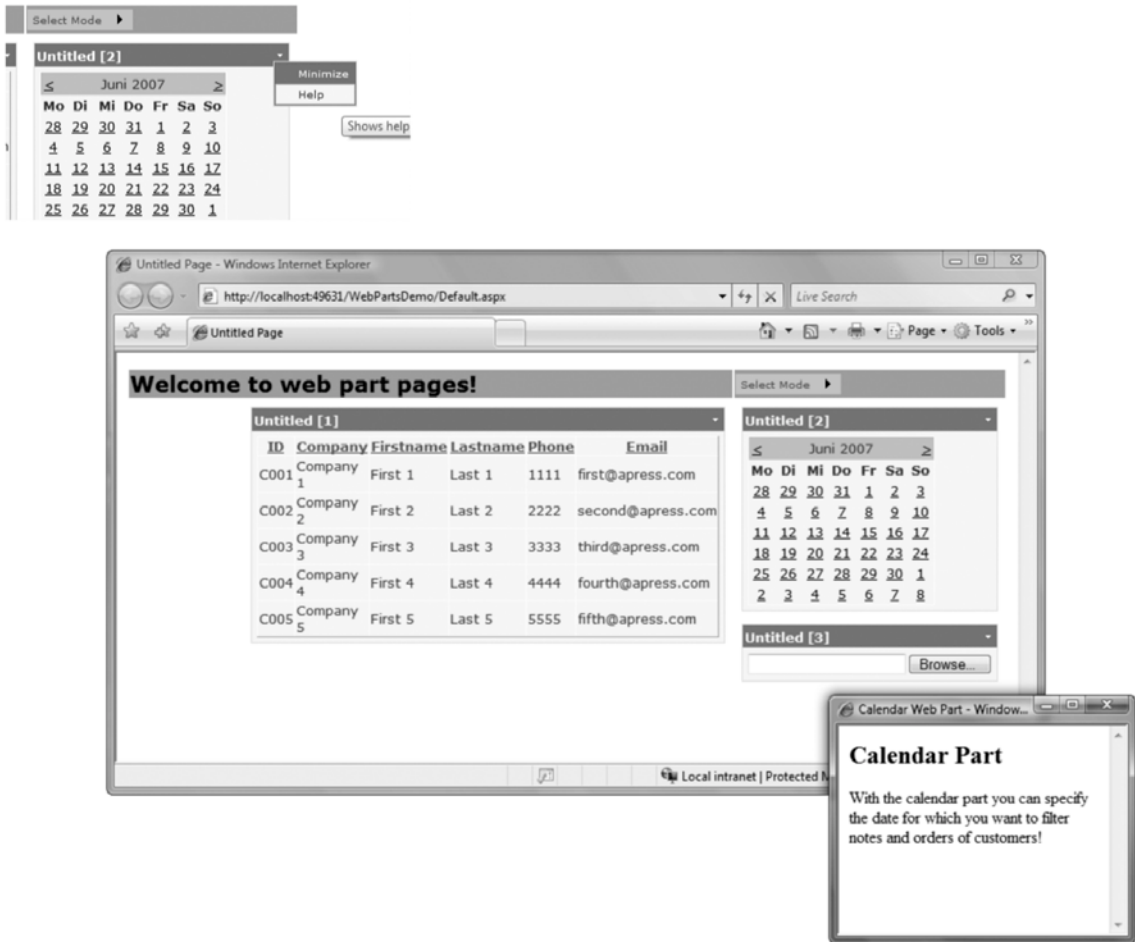 Select Mode
Untitled [2]
Minimize
Help
Shows help
≤ Juni 2007 ≥
Mo Di Mi Do Fr Sa So
28 29 30 31 1 2 3
4 5 6 7 8 9 10
11 12 13 14 15 16 17
18 19 20 21 22 23 24
25 26 27 28 29 30 1
Untitled Page - Windows Internet Explorer
http://localhost:49631/WebPartsDemo/Default.aspx
Live Search
Untitled Page
Page
Tools
Welcome to web part pages!
Select Mode
Untitled [1]
ID Company Firstname Lastname Phone Email
C001 Company 1 First 1 Last 1 1111 first@apress.com
C002 Company 2 First 2 Last 2 2222 second@apress.com
C003 Company 3 First 3 Last 3 3333 third@apress.com
C004 Company 4 First 4 Last 4 4444 fourth@apress.com
C005 Company 5 First 5 Last 5 5555 fifth@apress.com
Untitled [2]
≤ Juni 2007 ≥
Mo Di Mi Do Fr Sa So
28 29 30 31 1 2 3
4 5 6 7 8 9 10
11 12 13 14 15 16 17
18 19 20 21 22 23 24
25 26 27 28 29 30 1
2 3 4 5 6 7 8
Untitled [3]
Browse...
Local intranet | Protected M
Calendar Web Part - Window...
Calendar Part
With the calendar part you can specify
the date for which you want to filter
notes and orders of customers!